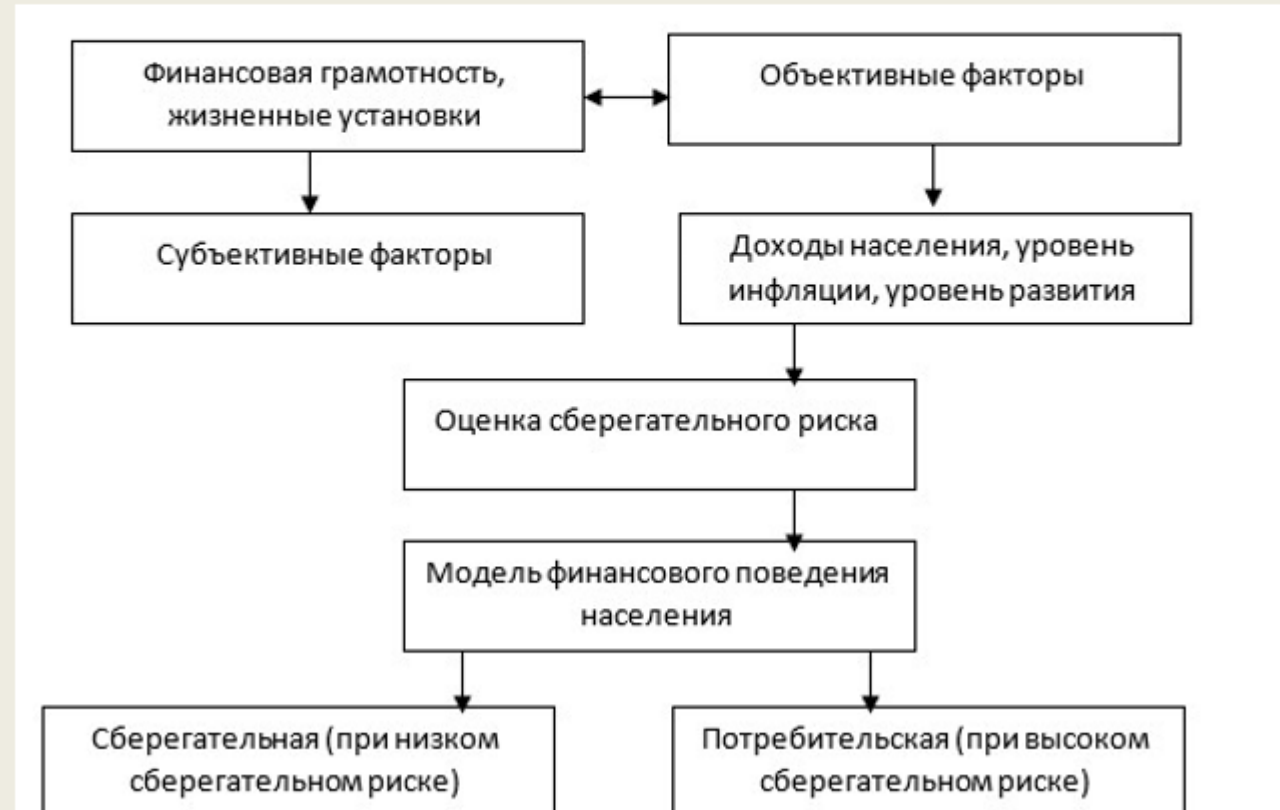 Финансовая грамотность,
жизненные установки
Объективные факторы
Субъективные факторы
Доходы населения, уровень
инфляции, уровень развития
Оценка сберегательного риска
Модель финансового поведения
населения
Сберегательная (при низком
сберегательном риске)
Потребительская (при высоком
сберегательном риске)